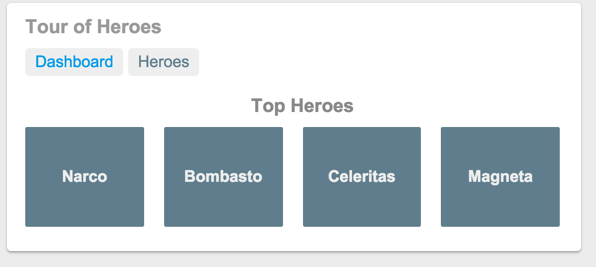 Tour of Heroes
Dashboard Heroes
Top Heroes
Narco Bombasto Celeritas Magneta